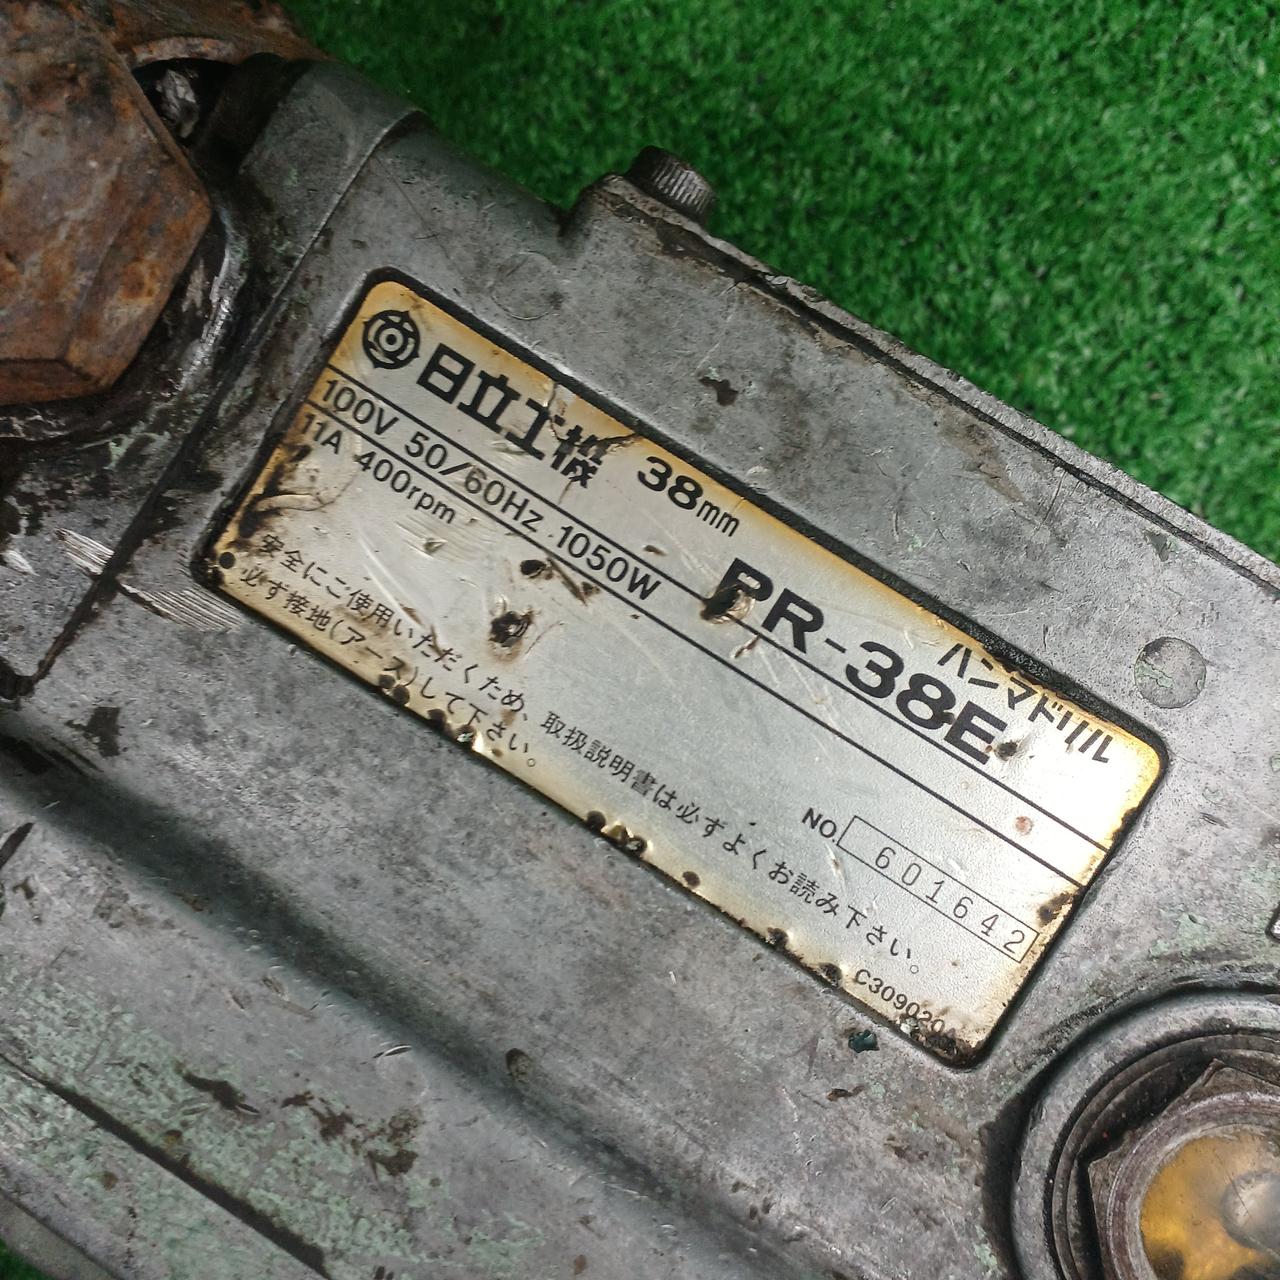 日立工機 38mm ハンマドリル
100V 50/60Hz 1050W PR-38E
11A 400rpm
NO. 601642
安全にご使用いただくため、取扱説明書は必ずよくお読み下さい。
必ず接地(アース)して下さい。